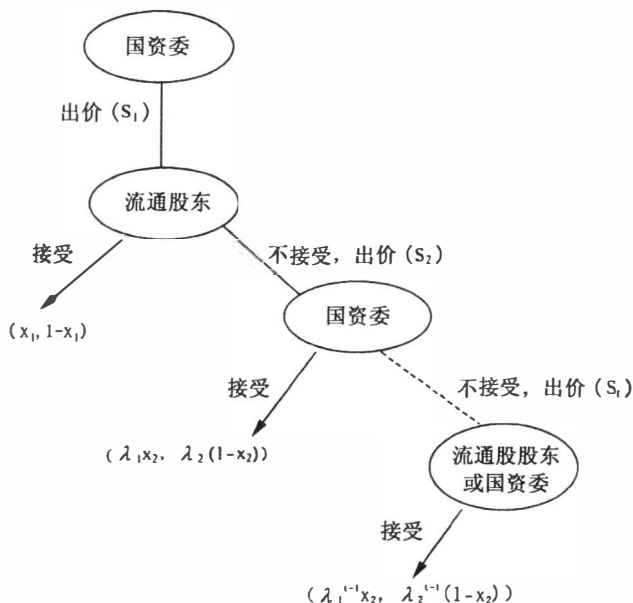 国资委
出价（S₁）
流通股东
接受
不接受，出价（S₂）
(x₁, 1-x₁)
国资委
接受
不接受，出价（Sₜ）
(λ₁x₂, λ₂(1-x₂))
流通股股东
或国资委
接受
(λ₁ᵗ⁻¹x₂, λ₂ᵗ⁻¹(1-x₂))